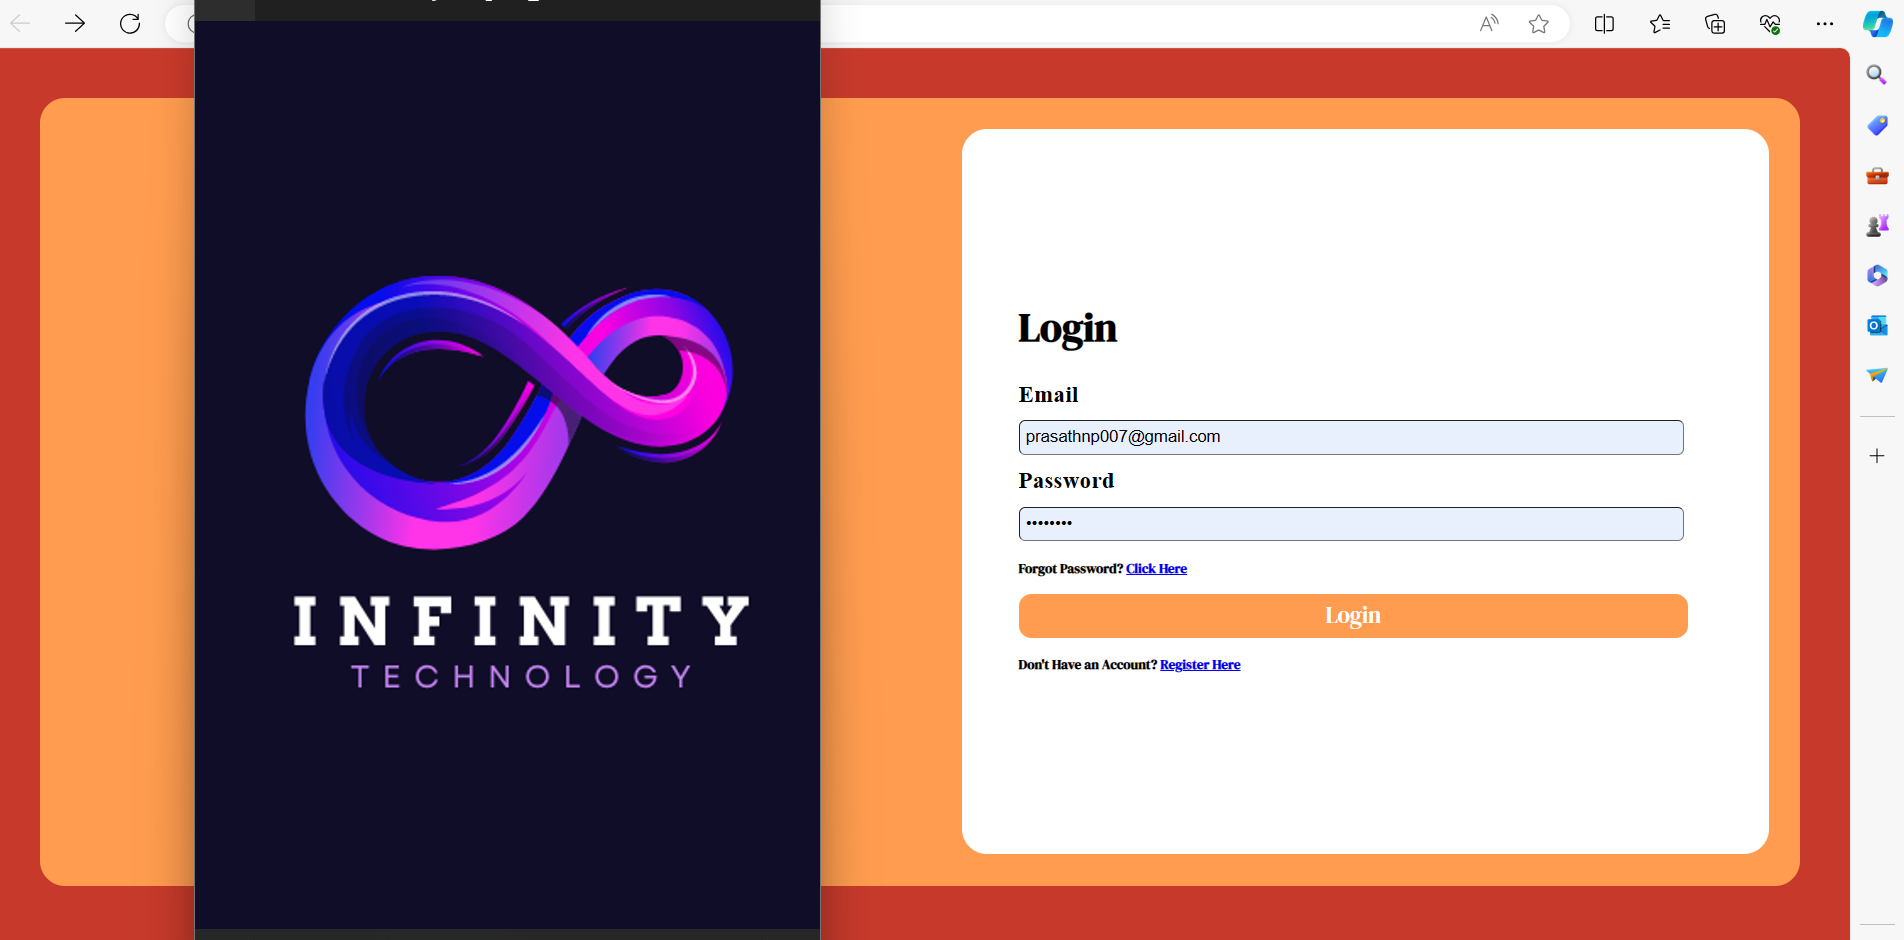 INFINITY
TECHNOLOGY
Login
Email
prasathnp007@gmail.com
Password
••••••••
Forgot Password? Click Here
Login
Don't Have an Account? Register Here